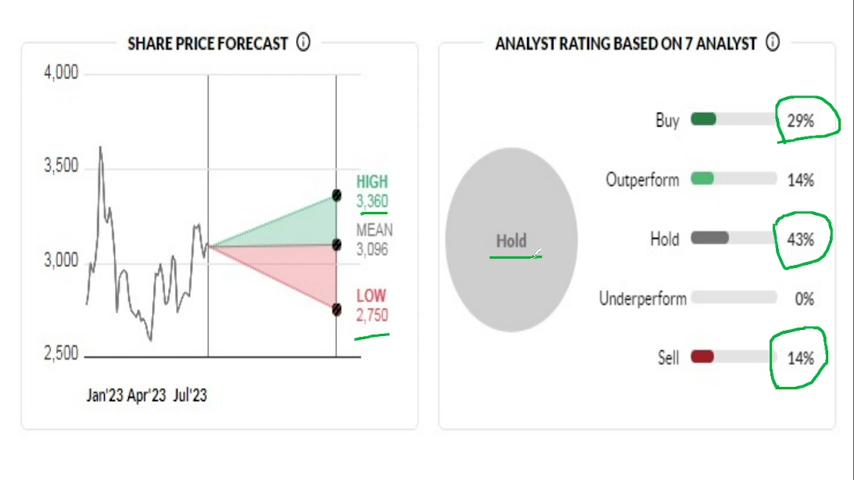 SHARE PRICE FORECAST
4,000
3,500
3,000
2,500
HIGH
3,360
MEAN
3,096
LOW
2,750
Jan'23 Apr'23 Jul'23
ANALYST RATING BASED ON 7 ANALYST
Hold
Buy 29%
Outperform 14%
Hold 43%
Underperform 0%
Sell 14%